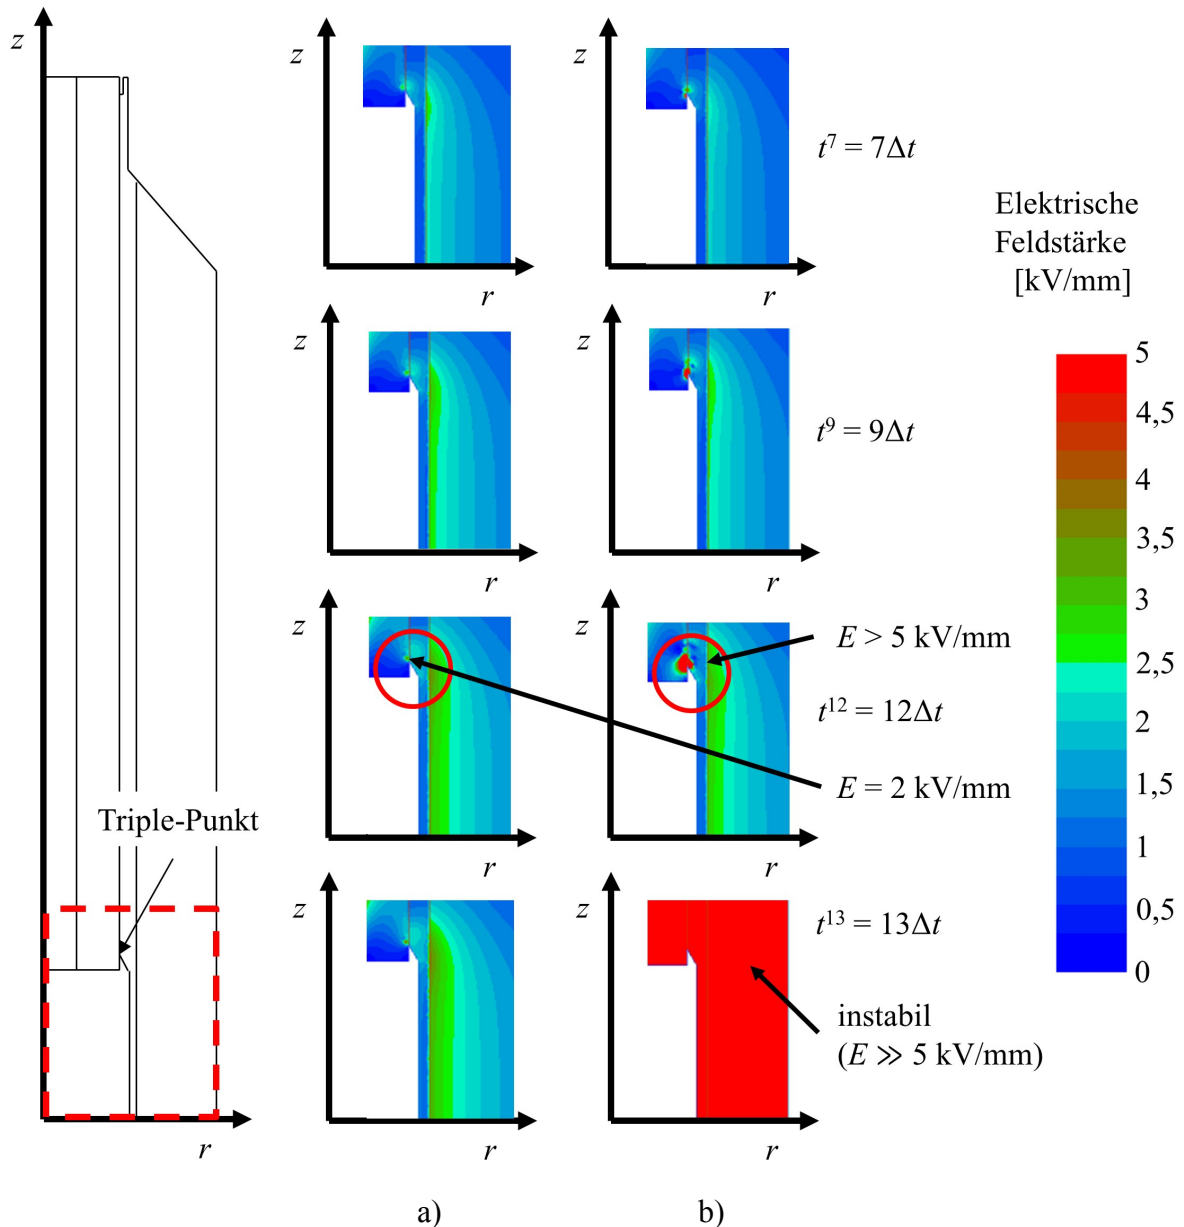 z
z
z
t⁷ = 7Δt
r
r
Elektrische
Feldstärke
[kV/mm]
z
z
t⁹ = 9Δt
r
r
5
4,5
4
3,5
3
2,5
2
1,5
1
0,5
0
z
z
E > 5 kV/mm
t¹² = 12Δt
E = 2 kV/mm
r
r
Triple-Punkt
z
z
t¹³ = 13Δt
instabil
(E ≫ 5 kV/mm)
r
r
r
a)
b)